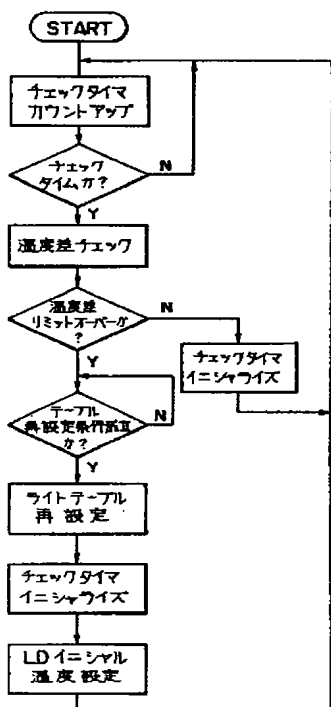 START
チェックタイマ
カウントアップ
チェック
タイムか?
N
Y
温度差チェック
温度差
リミットオーバーか
?
N
Y
チェックタイマ
イニシャライズ
テーブル
再設定条件成立
か?
N
Y
ライトテーブル
再設定
チェックタイマ
イニシャライズ
LDイニシャル
温度設定